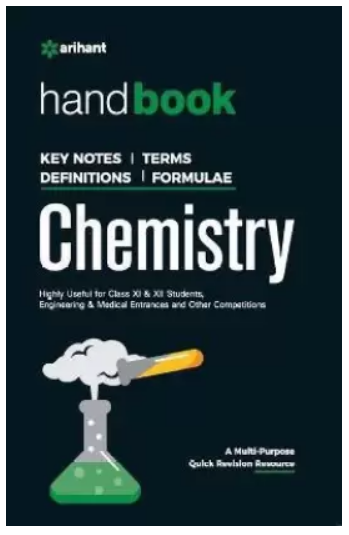 arihant
handbook
KEY NOTES | TERMS
DEFINITIONS | FORMULAE
Chemistry
Highly Useful for Class XI & XII Students,
Engineering & Medical Entrances and Other Competitions
A Multi-Purpose
Quick Revision Resource